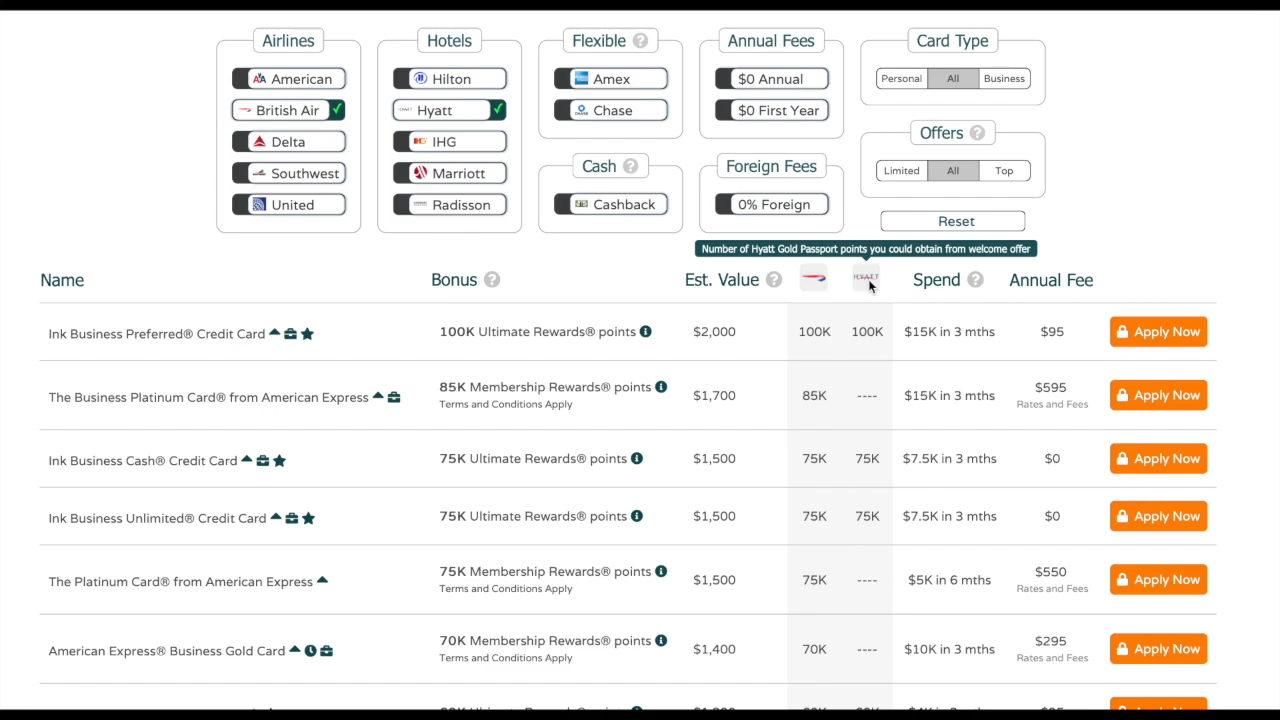 Airlines
American
British Air
Delta
Southwest
United
Hotels
Hilton
HYATT Hyatt
IHG IHG
Marriott
Radisson
Flexible ?
Amex
CHASE Chase
Cash ?
Cashback
Annual Fees
$0 Annual
$0 First Year
Foreign Fees
0% Foreign
Card Type
Personal All Business
Offers ?
Limited All Top
Reset
Number of Hyatt Gold Passport points you could obtain from welcome offer
Name Bonus ? Est. Value ? HYATT Spend ? Annual Fee
Ink Business Preferred® Credit Card 100K Ultimate Rewards® points $2,000 100K 100K $15K in 3 mths $95 Apply Now
The Business Platinum Card® from American Express 85K Membership Rewards® points $1,700 85K ---- $15K in 3 mths $595 Apply Now
Terms and Conditions Apply Rates and Fees
Ink Business Cash® Credit Card 75K Ultimate Rewards® points $1,500 75K 75K $7.5K in 3 mths $0 Apply Now
Ink Business Unlimited® Credit Card 75K Ultimate Rewards® points $1,500 75K 75K $7.5K in 3 mths $0 Apply Now
The Platinum Card® from American Express 75K Membership Rewards® points $1,500 75K ---- $5K in 6 mths $550 Apply Now
Terms and Conditions Apply Rates and Fees
American Express® Business Gold Card 70K Membership Rewards® points $1,400 70K ---- $10K in 3 mths $295 Apply Now
Terms and Conditions Apply Rates and Fees